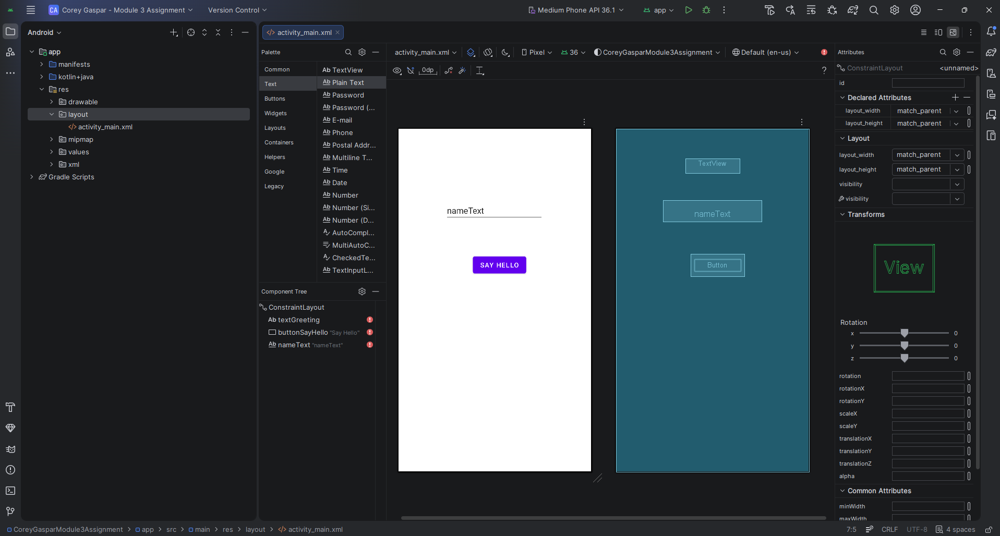 CA Corey Gaspar - Module 3 Assignment
Version Control
Medium Phone API 36.1
app
Android
app
manifests
kotlin+java
res
drawable
layout
activity_main.xml
mipmap
values
xml
Gradle Scripts
activity_main.xml
Palette
Common
Text
Buttons
Widgets
Layouts
Containers
Helpers
Google
Legacy
Ab TextView
Ab Plain Text
Ab Password
Ab Password (...
Ab E-mail
Ab Phone
Ab Postal Addr...
Ab Multiline T...
Ab Time
Ab Date
Ab Number
Ab Number (Si...
Ab Number (D...
AutoCompl...
MultiAutoC...
CheckedTe...
Ab TextInputL...
Component Tree
ConstraintLayout
Ab textGreeting
buttonSayHello "Say Hello"
Ab nameText "nameText"
activity_main.xml
Pixel
36
CoreyGasparModule3Assignment
Default (en-us)
0dp
?
nameText
SAY HELLO
TextView
nameText
Button
Attributes
ConstraintLayout <unnamed>
id
Declared Attributes
layout_width match_parent
layout_height match_parent
Layout
layout_width match_parent
layout_height match_parent
visibility
visibility
Transforms
View
Rotation
x 0
y 0
z 0
rotation
rotationX
rotationY
scaleX
scaleY
translationX
translationY
translationZ
alpha
Common Attributes
minWidth
maxWidth
CoreyGasparModule3Assignment > app > src > main > res > layout > activity_main.xml
7:5
CRLF
UTF-8
4 spaces